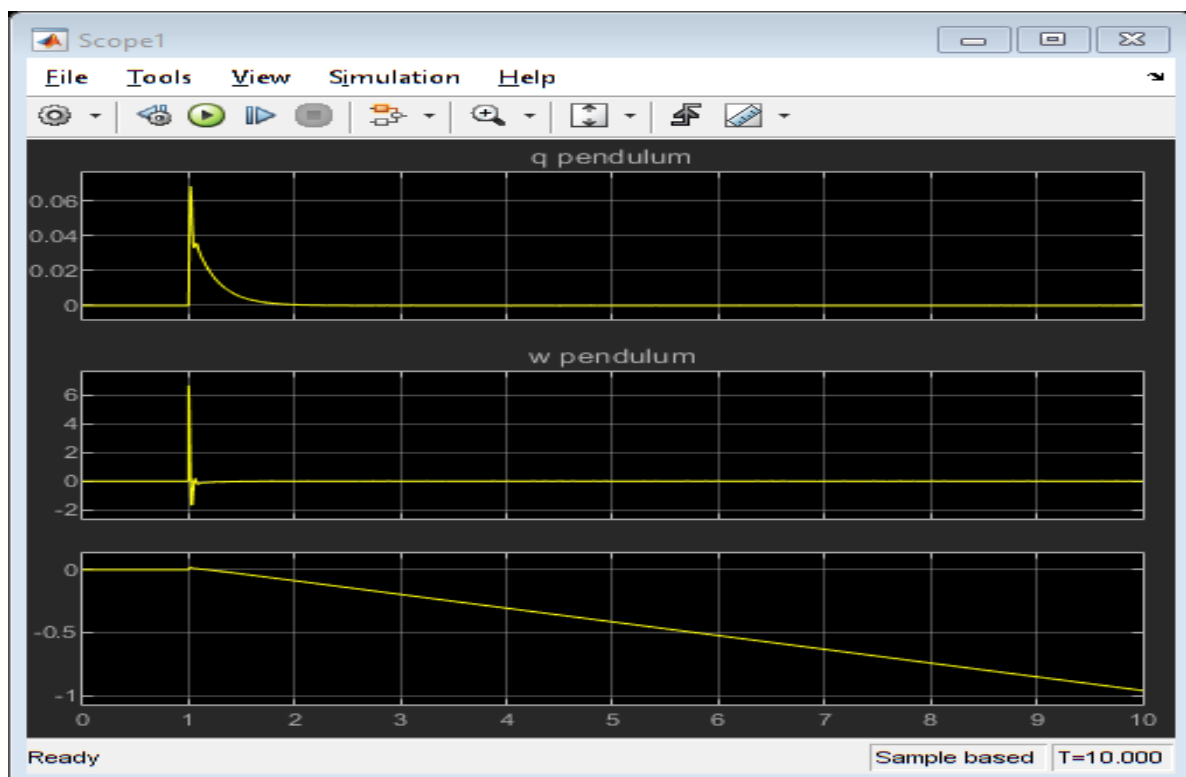 Scope1
File Tools View Simulation Help
q pendulum
0.06
0.04
0.02
0
w pendulum
6
4
2
0
-2
0
-0.5
-1
0 1 2 3 4 5 6 7 8 9 10
Ready Sample based T=10.000